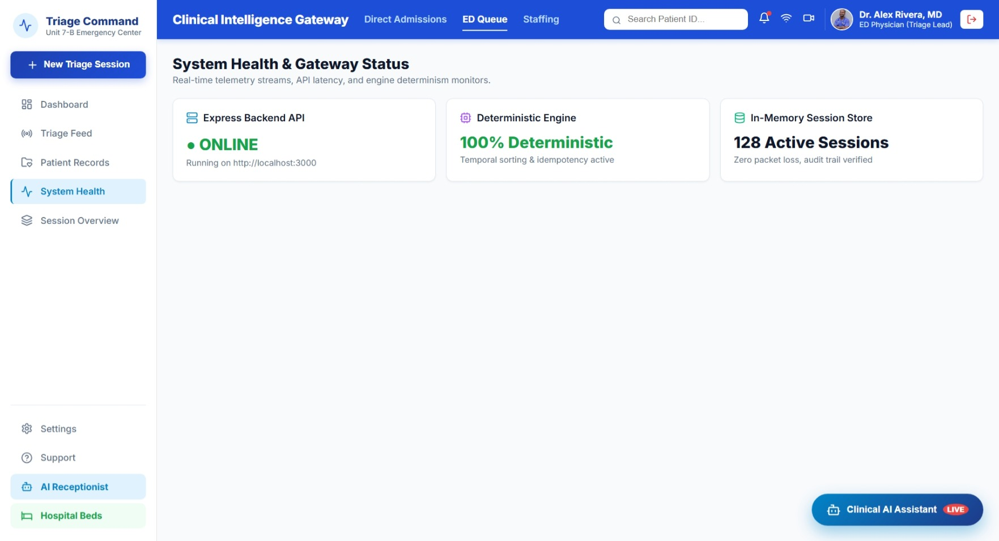 Triage Command
Unit 7-B Emergency Center
New Triage Session
Dashboard
Triage Feed
Patient Records
System Health
Session Overview
Settings
Support
AI Receptionist
Hospital Beds
Clinical Intelligence Gateway
Direct Admissions
ED Queue
Staffing
Search Patient ID...
Dr. Alex Rivera, MD
ED Physician (Triage Lead)
System Health & Gateway Status
Real-time telemetry streams, API latency, and engine determinism monitors.
Express Backend API
● ONLINE
Running on http://localhost:3000
Deterministic Engine
100% Deterministic
Temporal sorting & idempotency active
In-Memory Session Store
128 Active Sessions
Zero packet loss, audit trail verified
Clinical AI Assistant LIVE